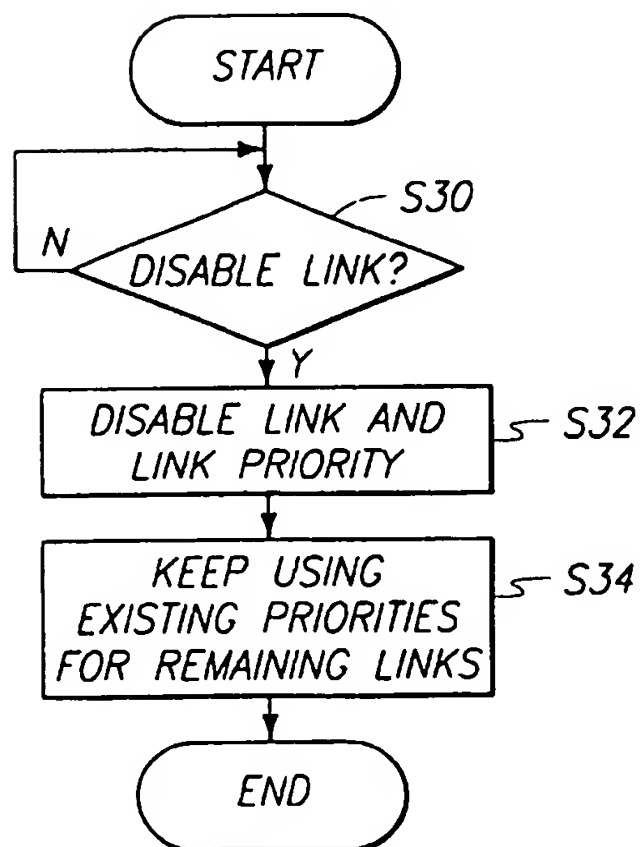 START
S30
N
DISABLE LINK?
Y
DISABLE LINK AND
LINK PRIORITY
S32
KEEP USING
EXISTING PRIORITIES
FOR REMAINING LINKS
S34
END